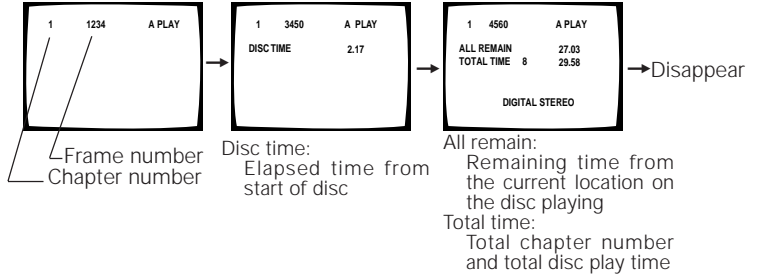 1 1234 A PLAY
Frame number
Chapter number
1 3450 A PLAY
DISC TIME 2.17
Disc time:
Elapsed time from
start of disc
1 4560 A PLAY
ALL REMAIN 27.03
TOTAL TIME 8 29.58
DIGITAL STEREO
All remain:
Remaining time from
the current location on
the disc playing
Total time:
Total chapter number
and total disc play time
Disappear